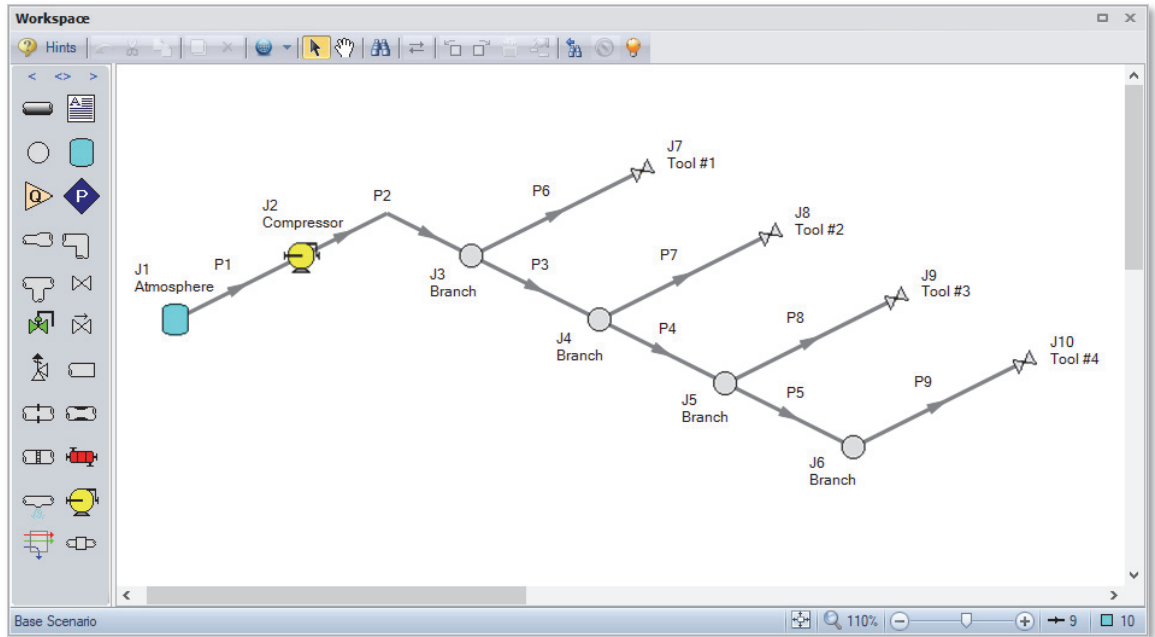 Workspace
Hints
< <> >
A
Q
P
J1
Atmosphere
P1
J2
Compressor
P2
J3
Branch
P6
J7
Tool #1
P3
J4
Branch
P7
J8
Tool #2
P4
J5
Branch
P8
J9
Tool #3
P5
J6
Branch
P9
J10
Tool #4
Base Scenario
110%
9
10